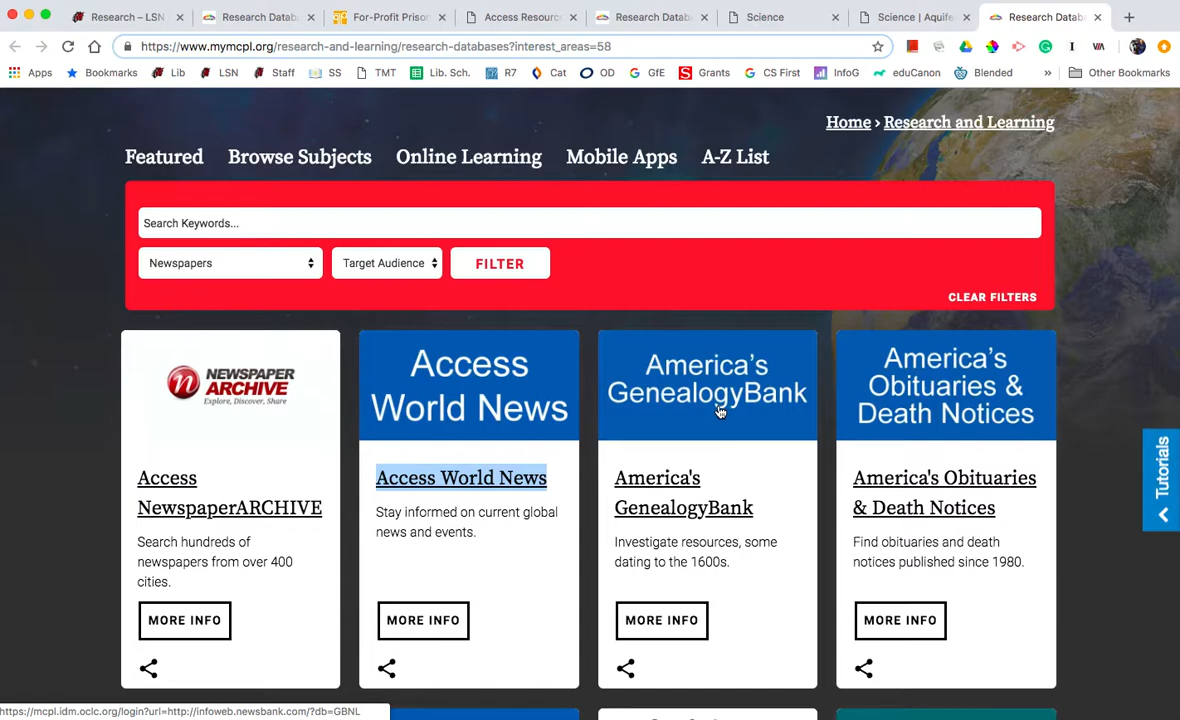 Research – LSN
Research Datab
For-Profit Prison
Access Resourc
Research Datab
Science
Science | Aquife
Research Datab
https://www.mymcpl.org/research-and-learning/research-databases?interest_areas=58
Apps
Bookmarks
Lib
LSN
Staff
SS
TMT
Lib. Sch.
R7
Cat
OD
GfE
Grants
CS First
InfoG
eduCanon
Blended
»
Other Bookmarks
Home › Research and Learning
Featured
Browse Subjects
Online Learning
Mobile Apps
A-Z List
Search Keywords...
Newspapers
Target Audience
FILTER
CLEAR FILTERS
NEWSPAPER
ARCHIVE
Explore, Discover, Share
Access
NewspaperARCHIVE
Search hundreds of
newspapers from over 400
cities.
MORE INFO
Access
World News
Access World News
Stay informed on current global
news and events.
MORE INFO
America's
GenealogyBank
America's
GenealogyBank
Investigate resources, some
dating to the 1600s.
MORE INFO
America's
Obituaries &
Death Notices
America's Obituaries
& Death Notices
Find obituaries and death
notices published since 1980.
MORE INFO
Tutorials
https://mcpl.idm.oclc.org/login?url=http://infoweb.newsbank.com/?db=GBNL